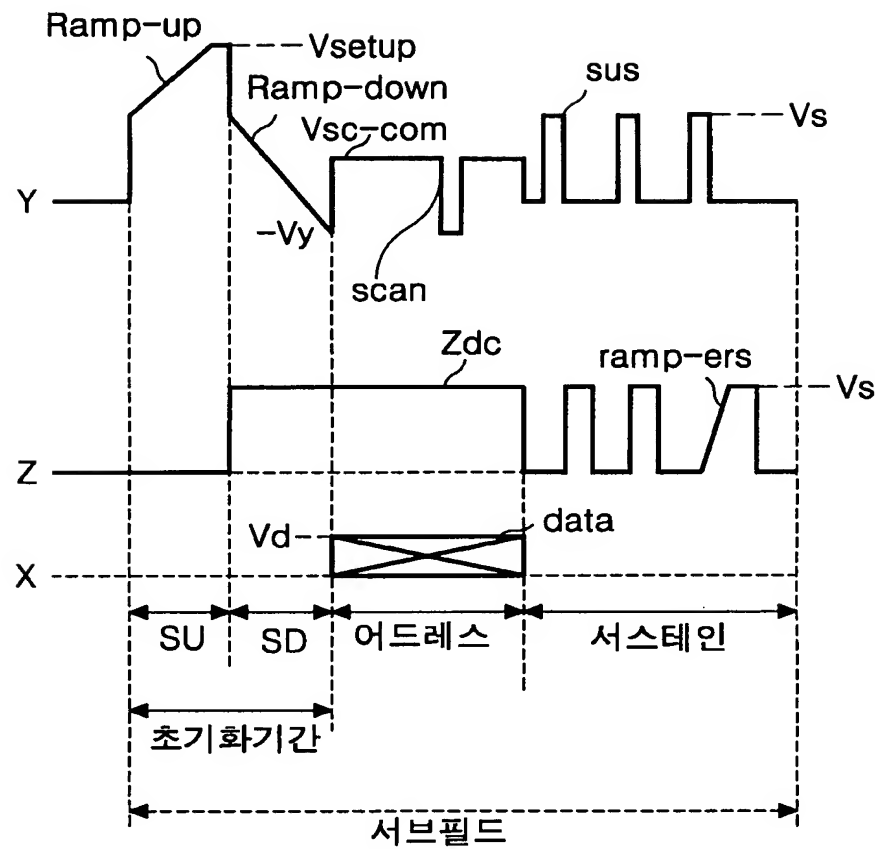 Ramp-up
Vsetup
Ramp-down
sus
Vsc-com
Vs
Y
-Vy
scan
Zdc
ramp-ers
Vs
Z
Vd
data
X
SU
SD
어드레스
서스테인
초기화기간
서브필드